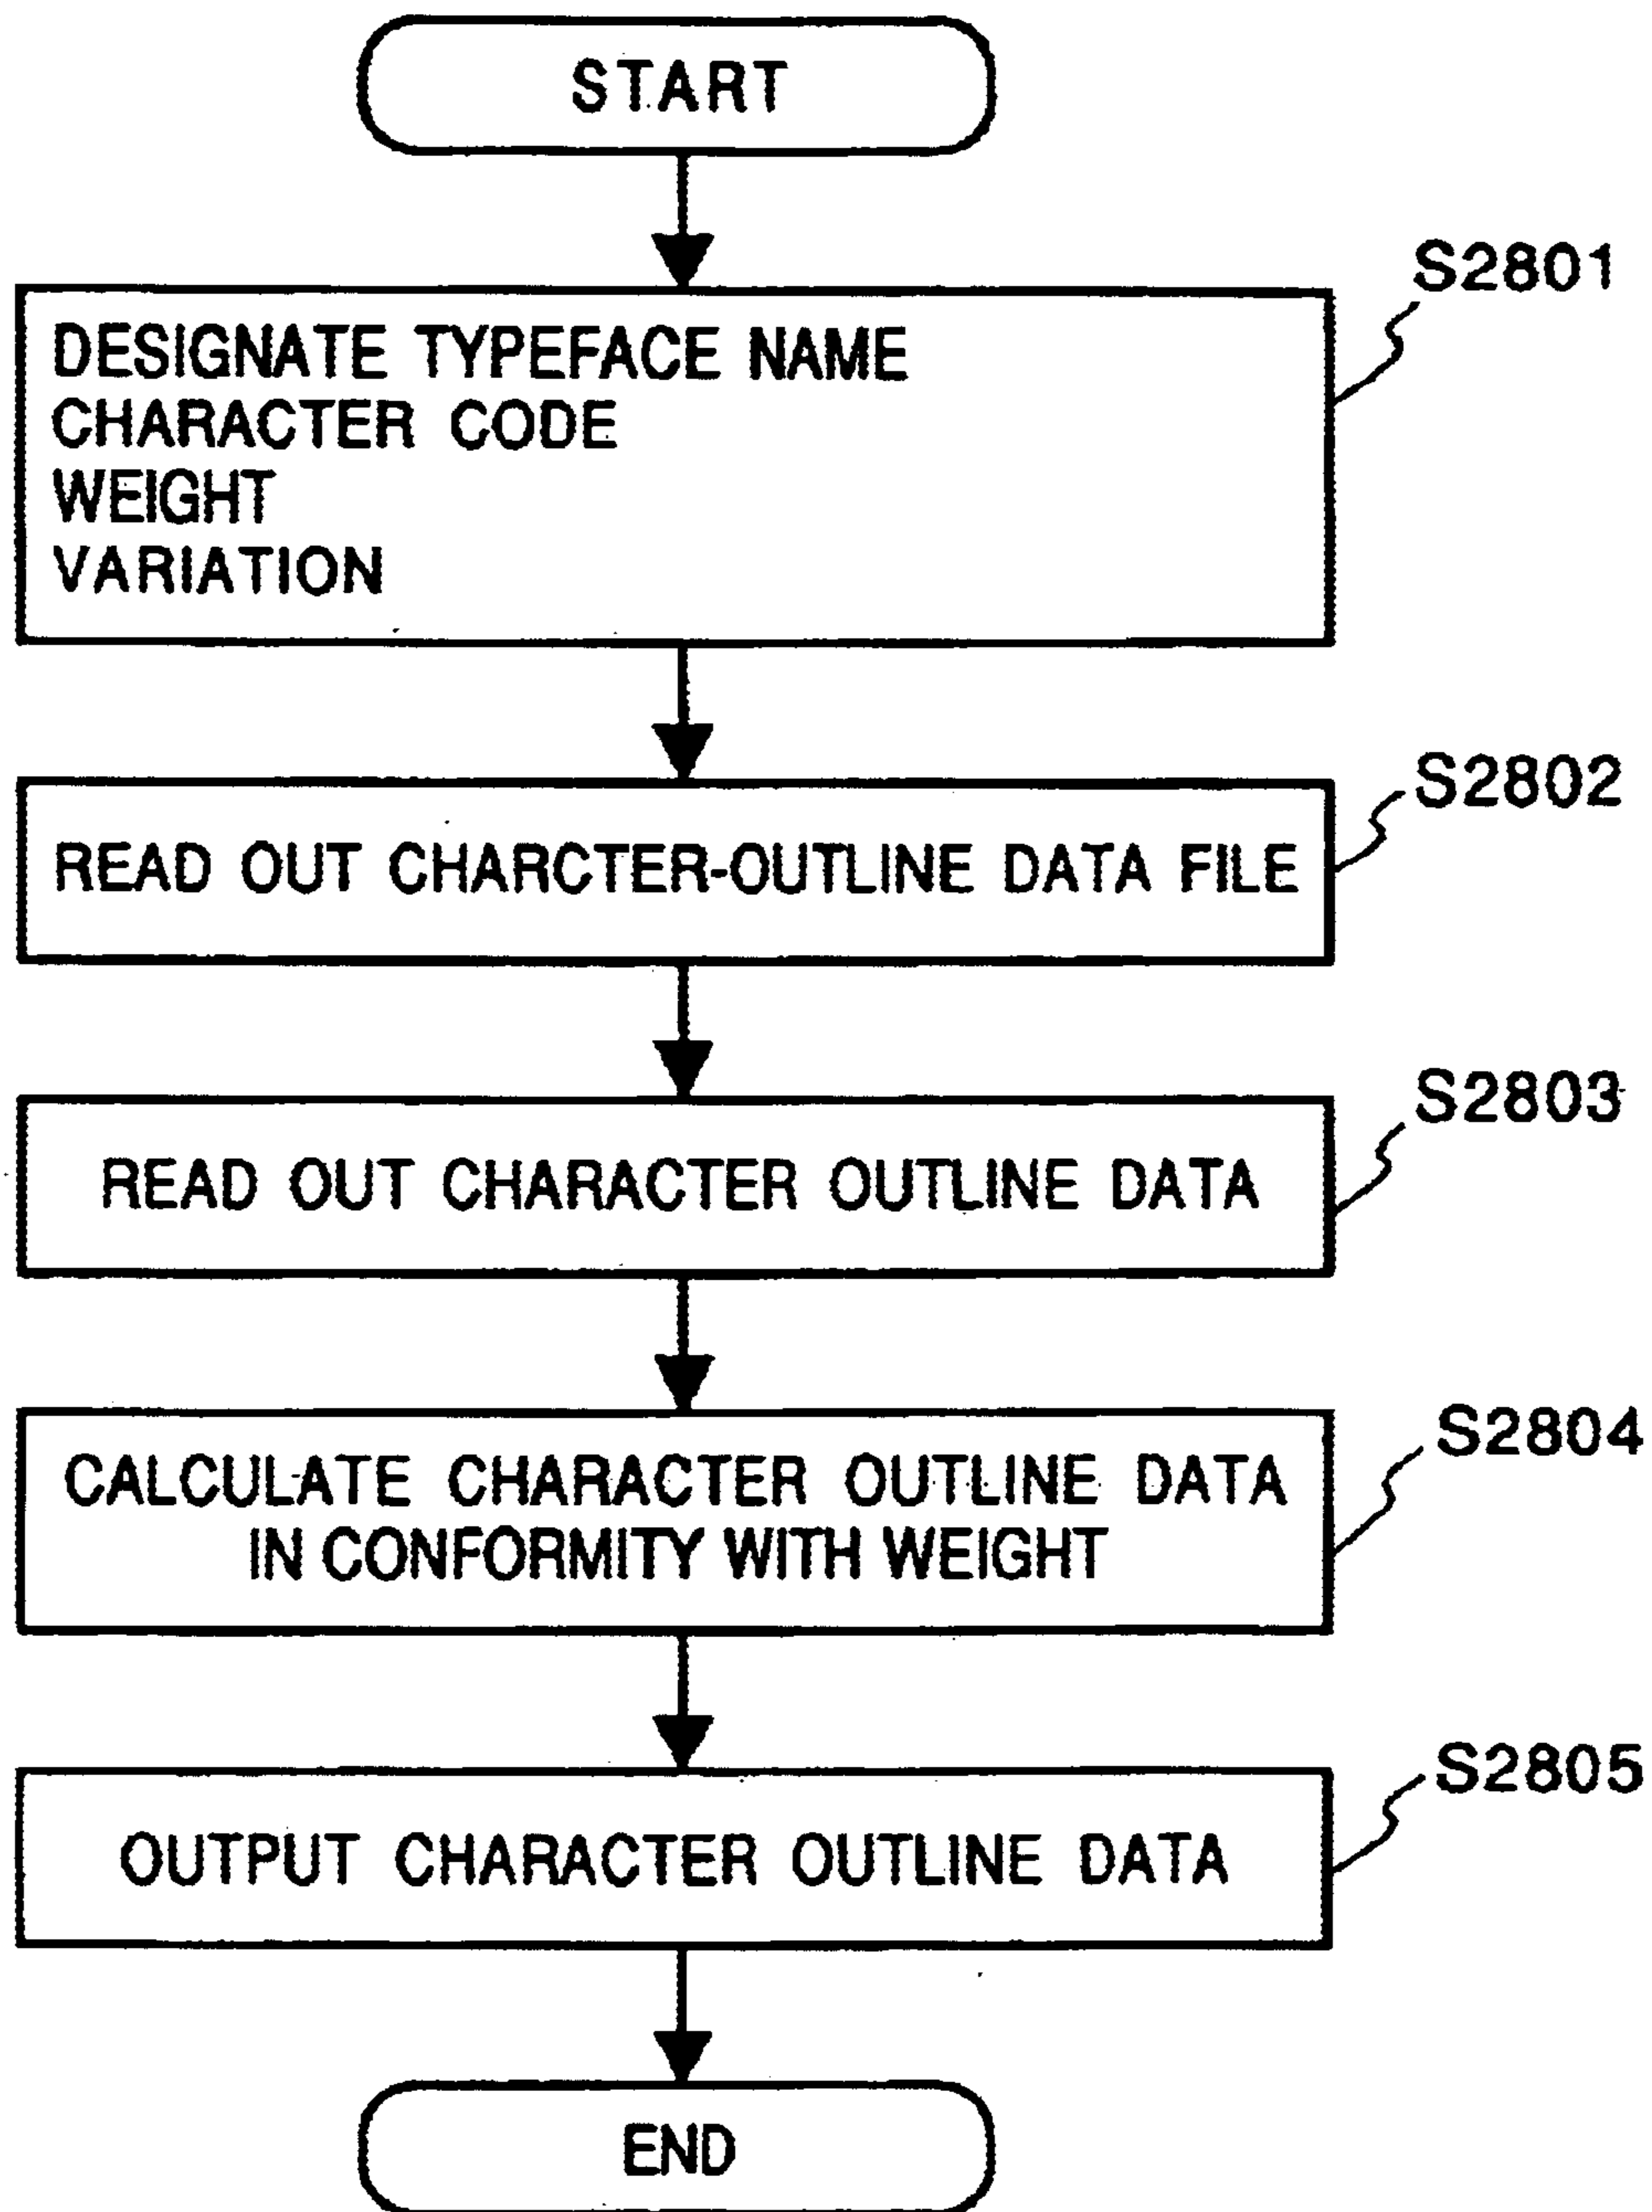 START
S2801
DESIGNATE TYPEFACE NAME
CHARACTER CODE
WEIGHT
VARIATION
S2802
READ OUT CHARCTER-OUTLINE DATA FILE
S2803
READ OUT CHARACTER OUTLINE DATA
S2804
CALCULATE CHARACTER OUTLINE DATA
IN CONFORMITY WITH WEIGHT
S2805
OUTPUT CHARACTER OUTLINE DATA
END